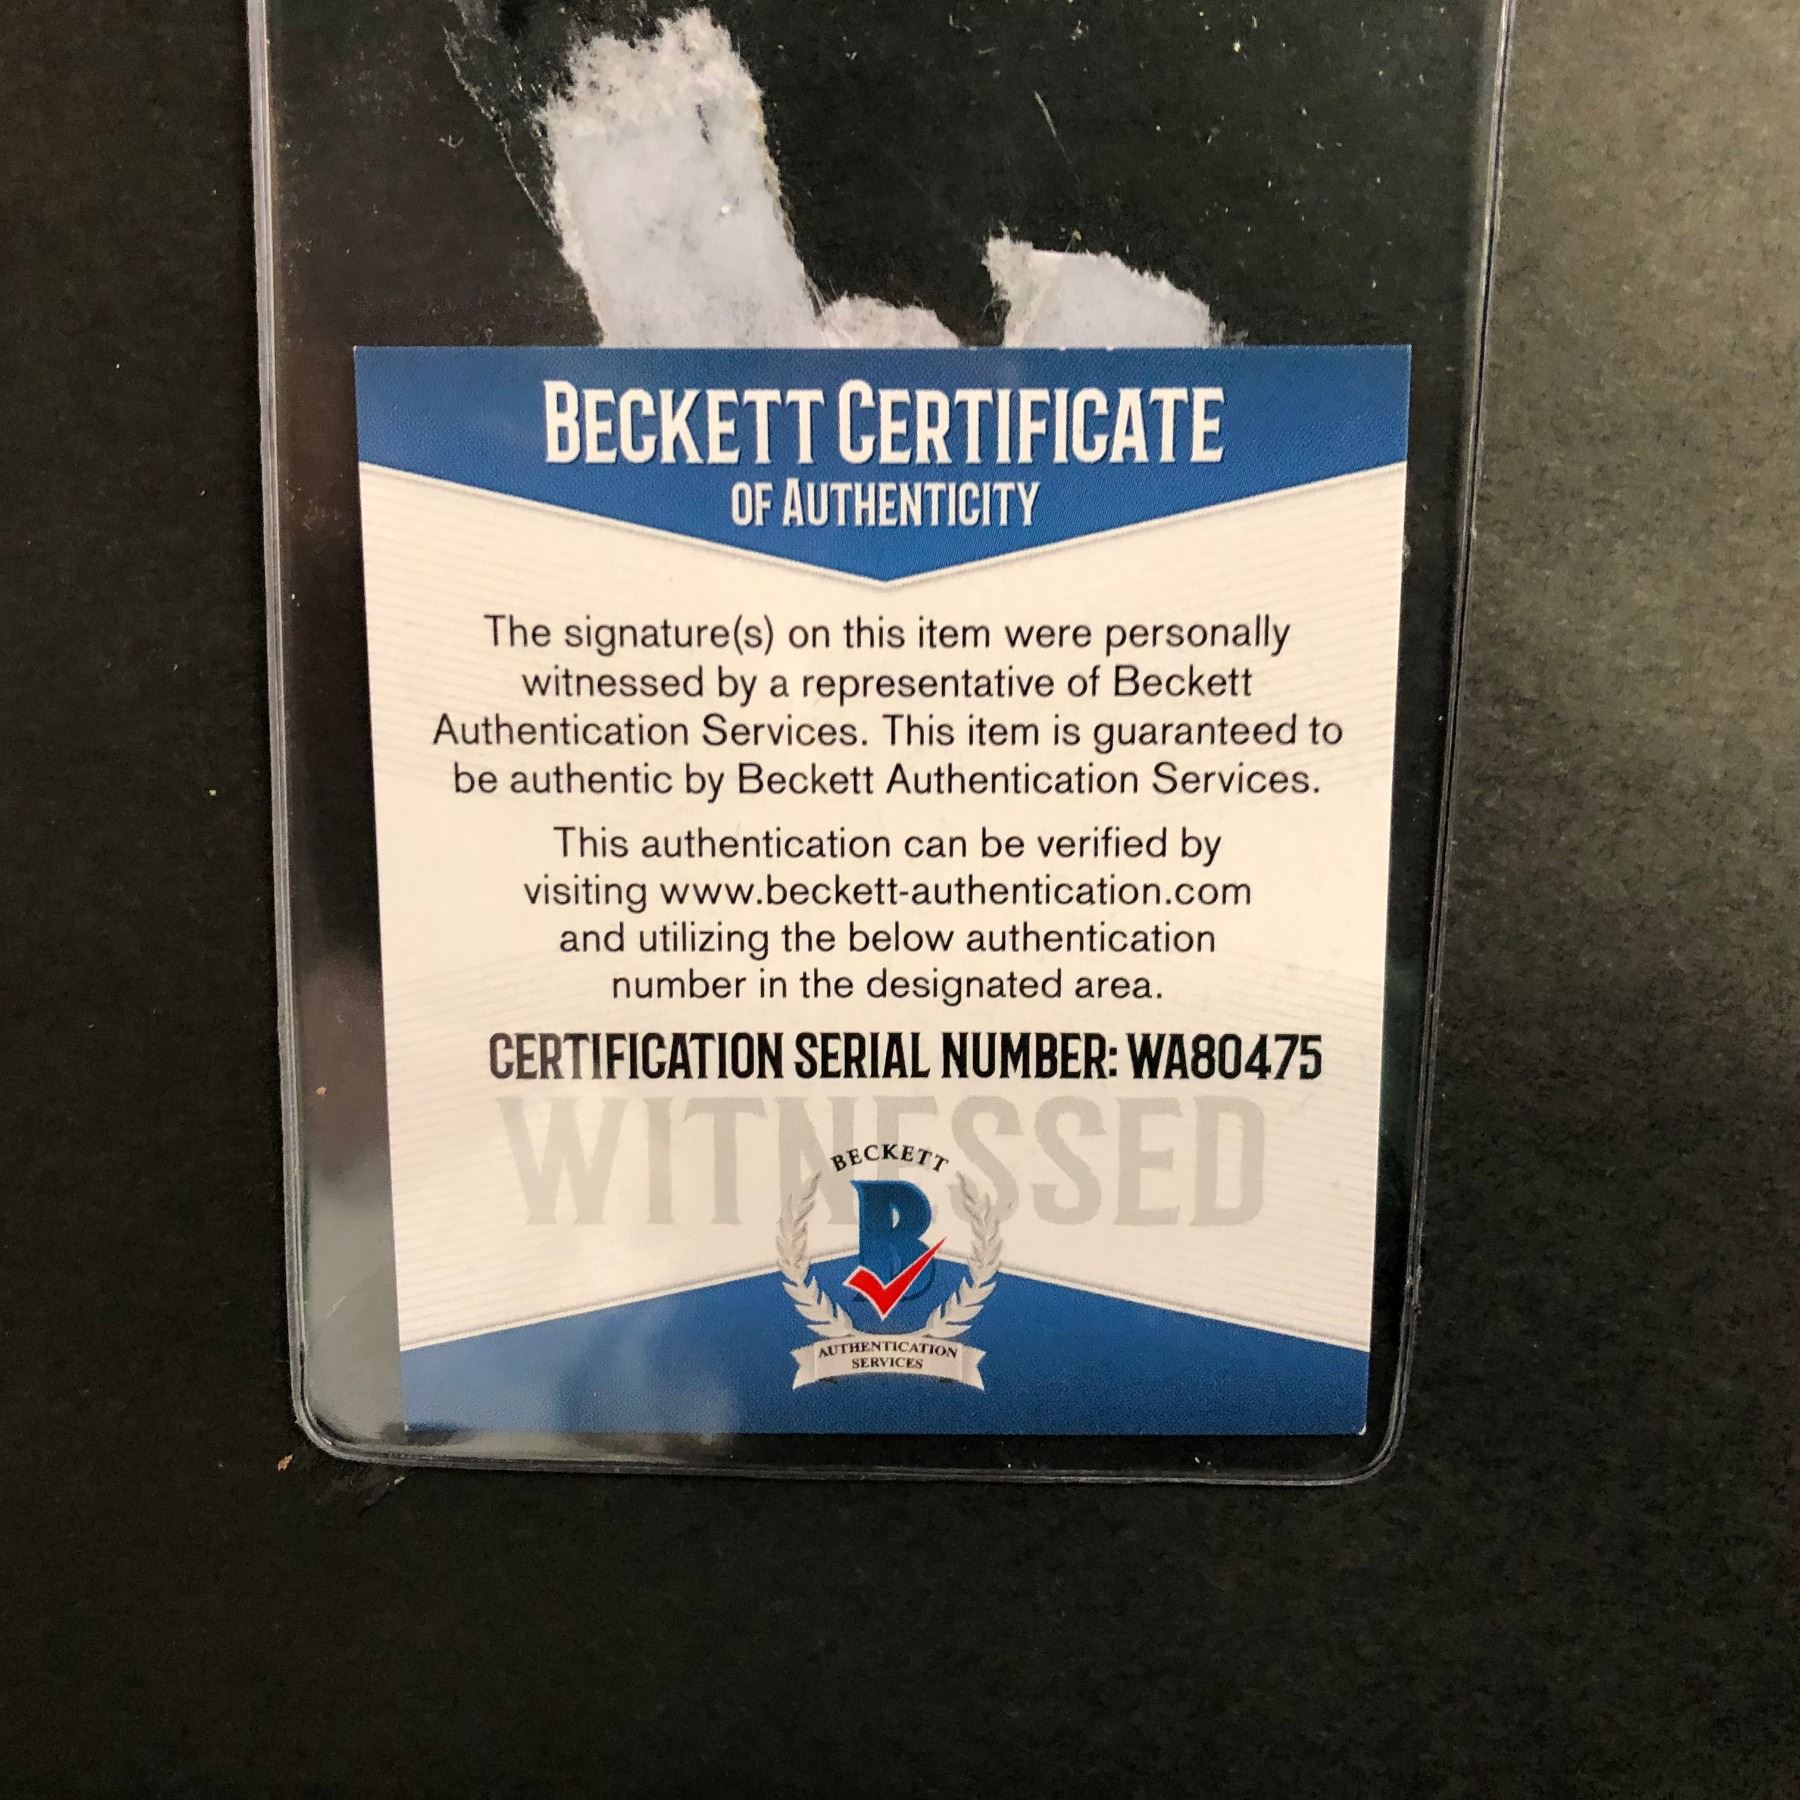 BECKETT CERTIFICATE
OF AUTHENTICITY
The signature(s) on this item were personally
witnessed by a representative of Beckett
Authentication Services. This item is guaranteed to
be authentic by Beckett Authentication Services.
This authentication can be verified by
visiting www.beckett-authentication.com
and utilizing the below authentication
number in the designated area.
CERTIFICATION SERIAL NUMBER: WA80475
WITNESSED
BECKETT
B
AUTHENTICATION
SERVICES